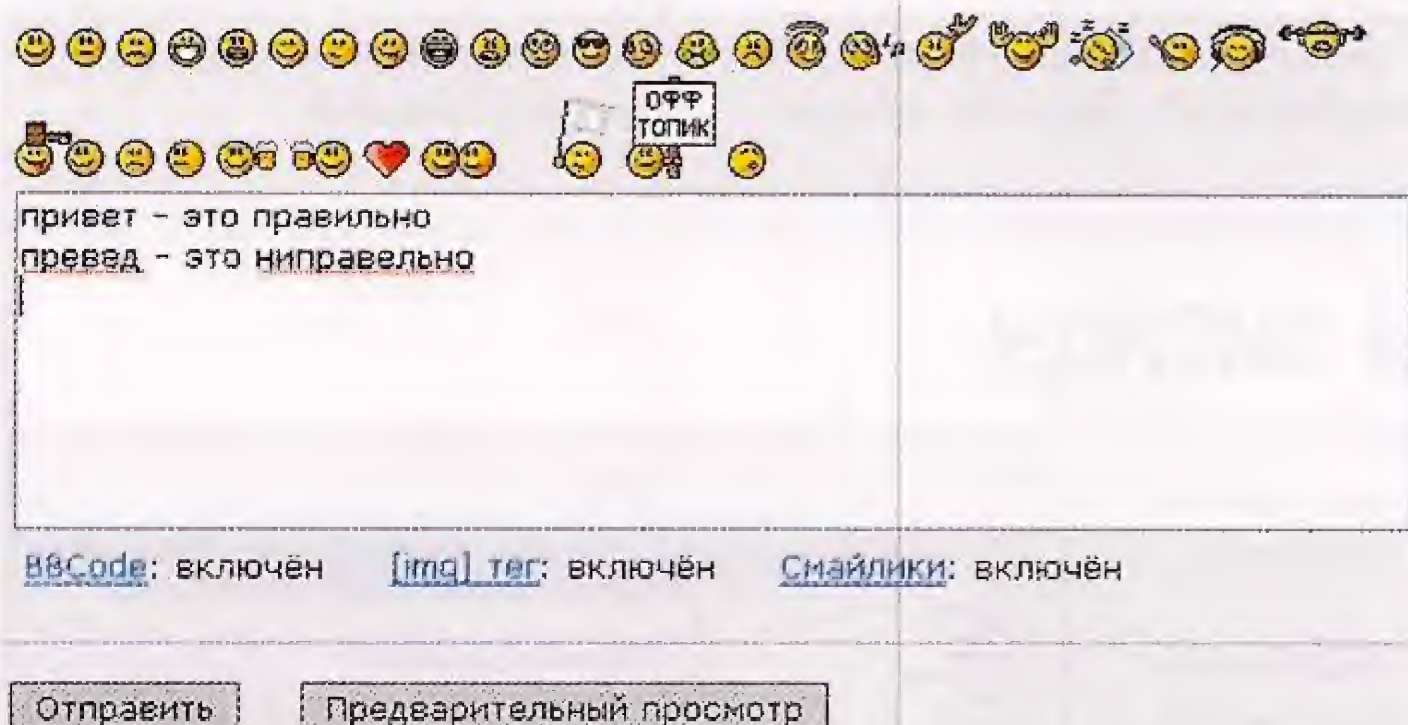 ОФФ
ТОПИК
привет - это правильно
превед - это ниправельно
BBCode: включён [img] тег: включён Смайлики: включён
Отправить Предварительный просмотр